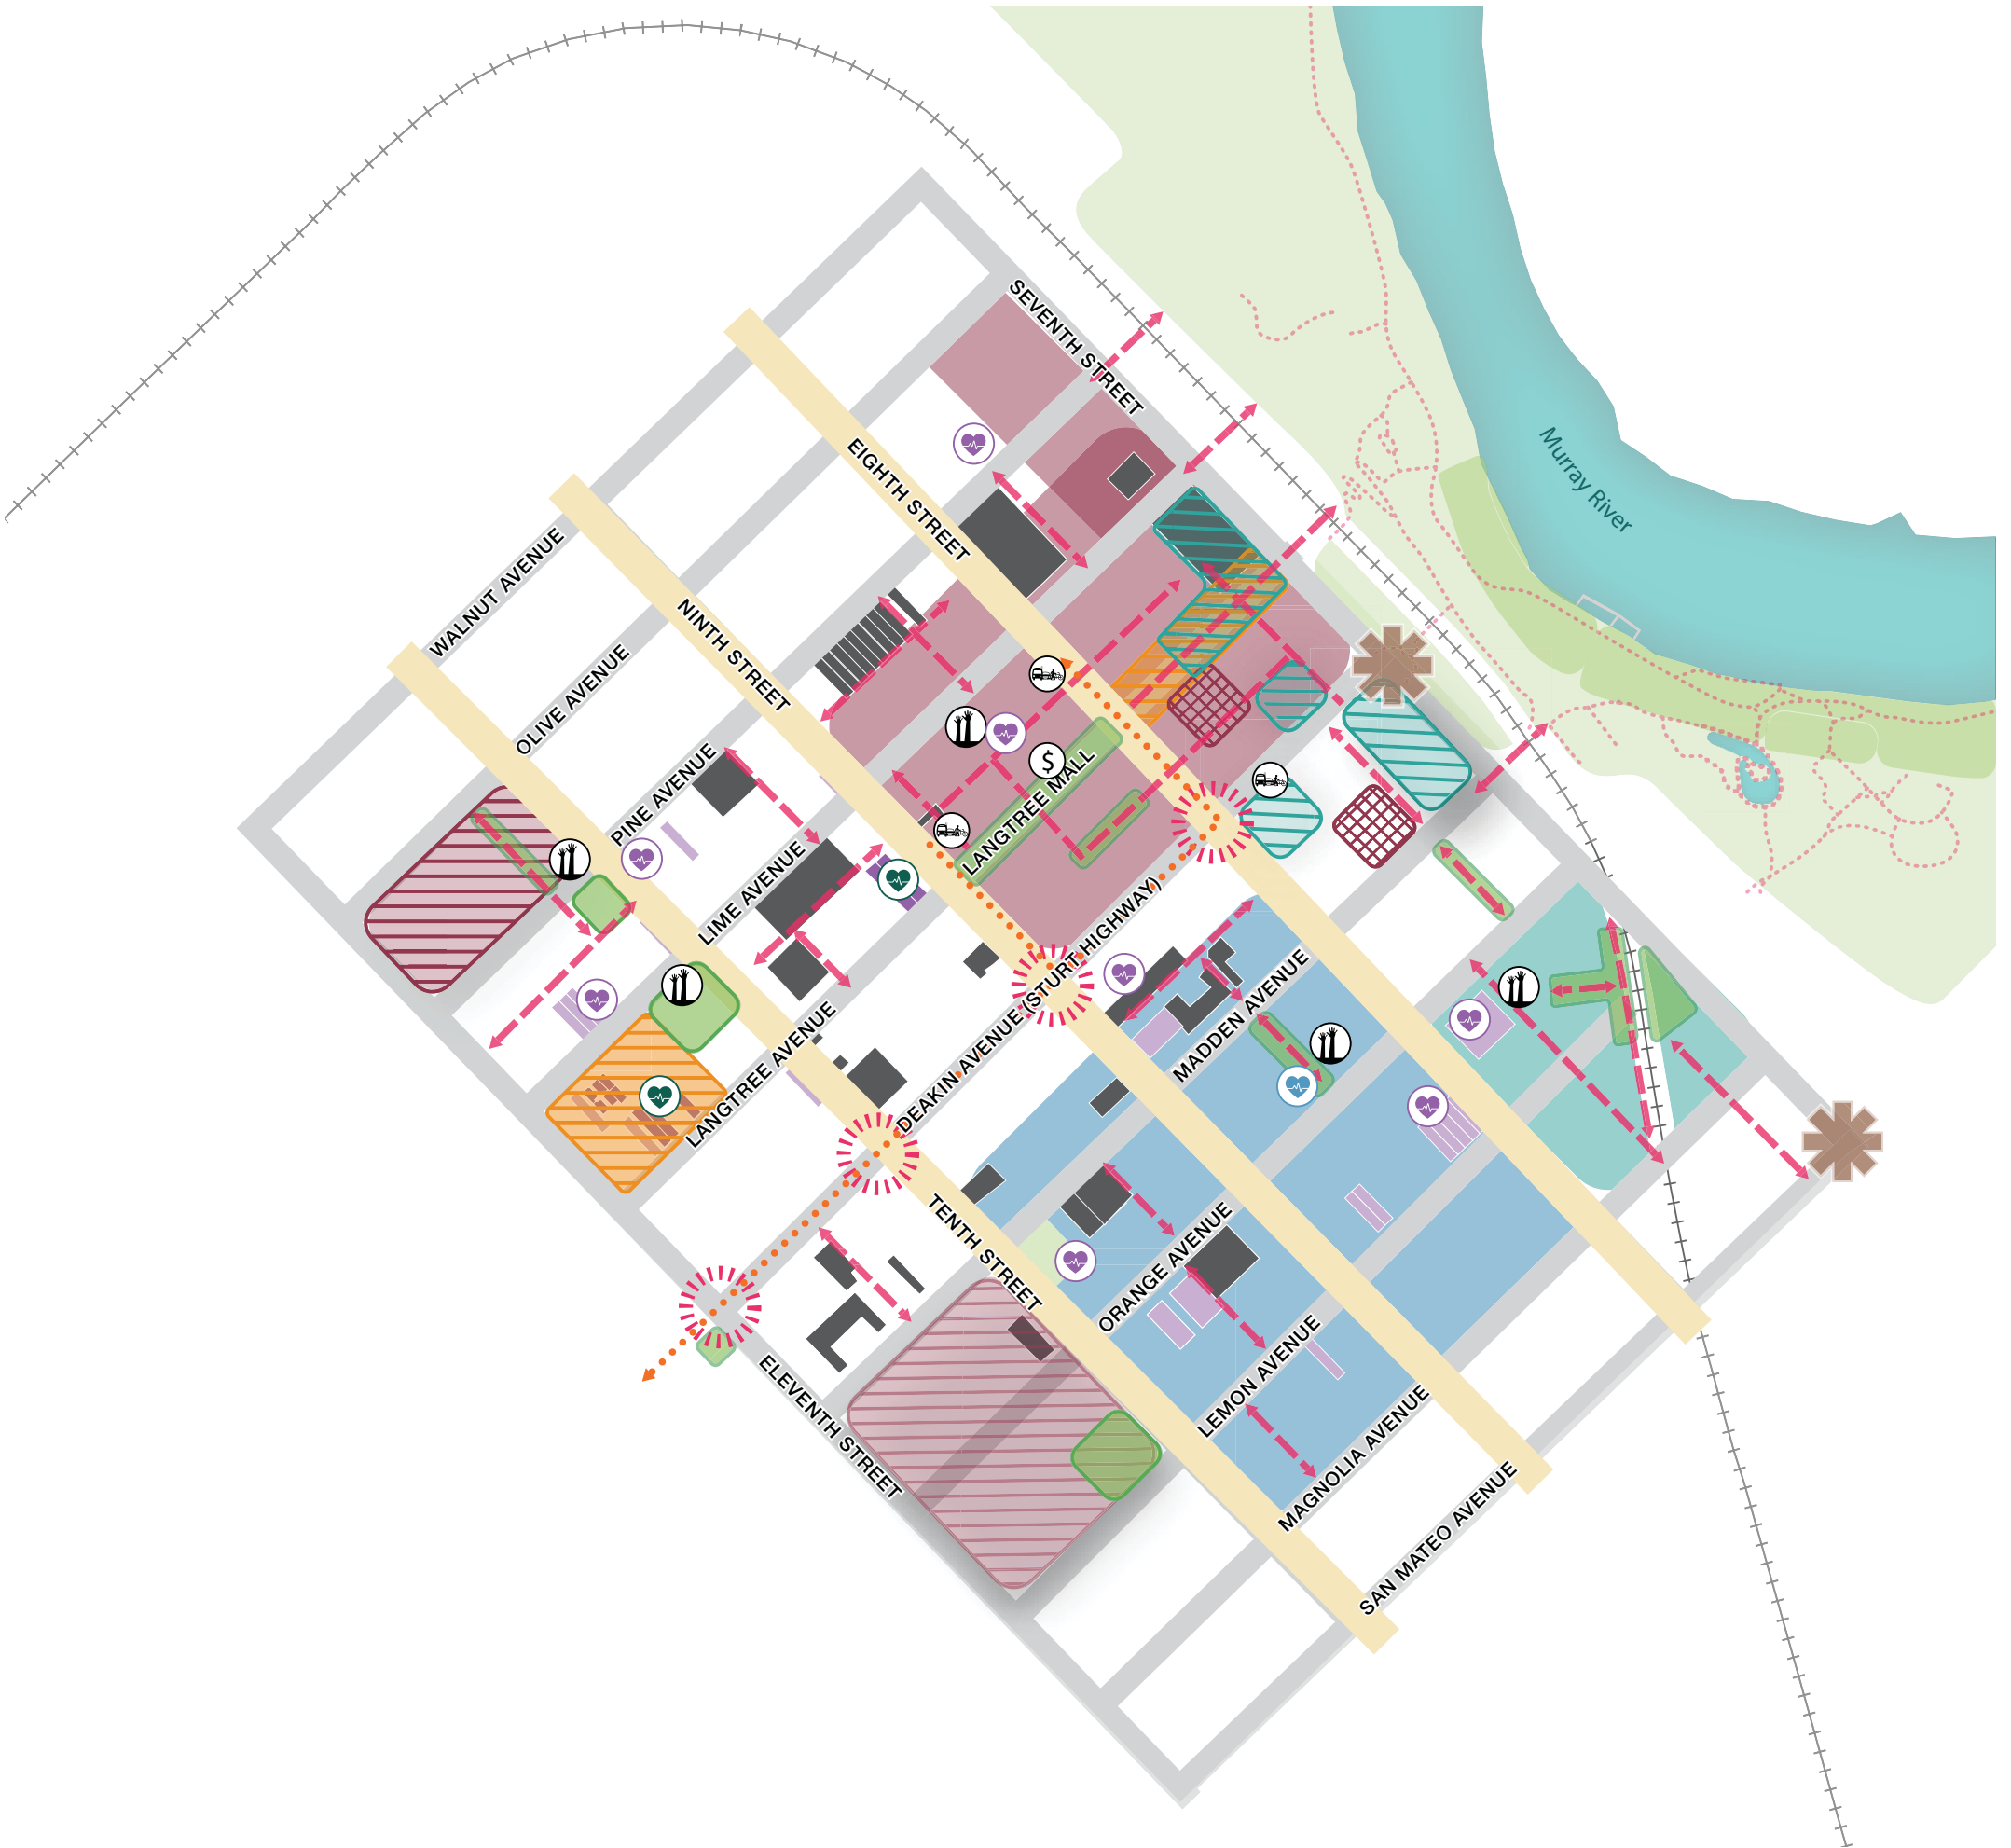 SEVENTH STREET
Murray River
EIGHTH STREET
WALNUT AVENUE
NINTH STREET
OLIVE AVENUE
PINE AVENUE
$
LANGTREE MALL
LIME AVENUE
DEAKIN AVENUE (STURT HIGHWAY)
MADDEN AVENUE
LANGTREE AVENUE
TENTH STREET
ORANGE AVENUE
LEMON AVENUE
ELEVENTH STREET
MAGNOLIA AVENUE
SAN MATEO AVENUE